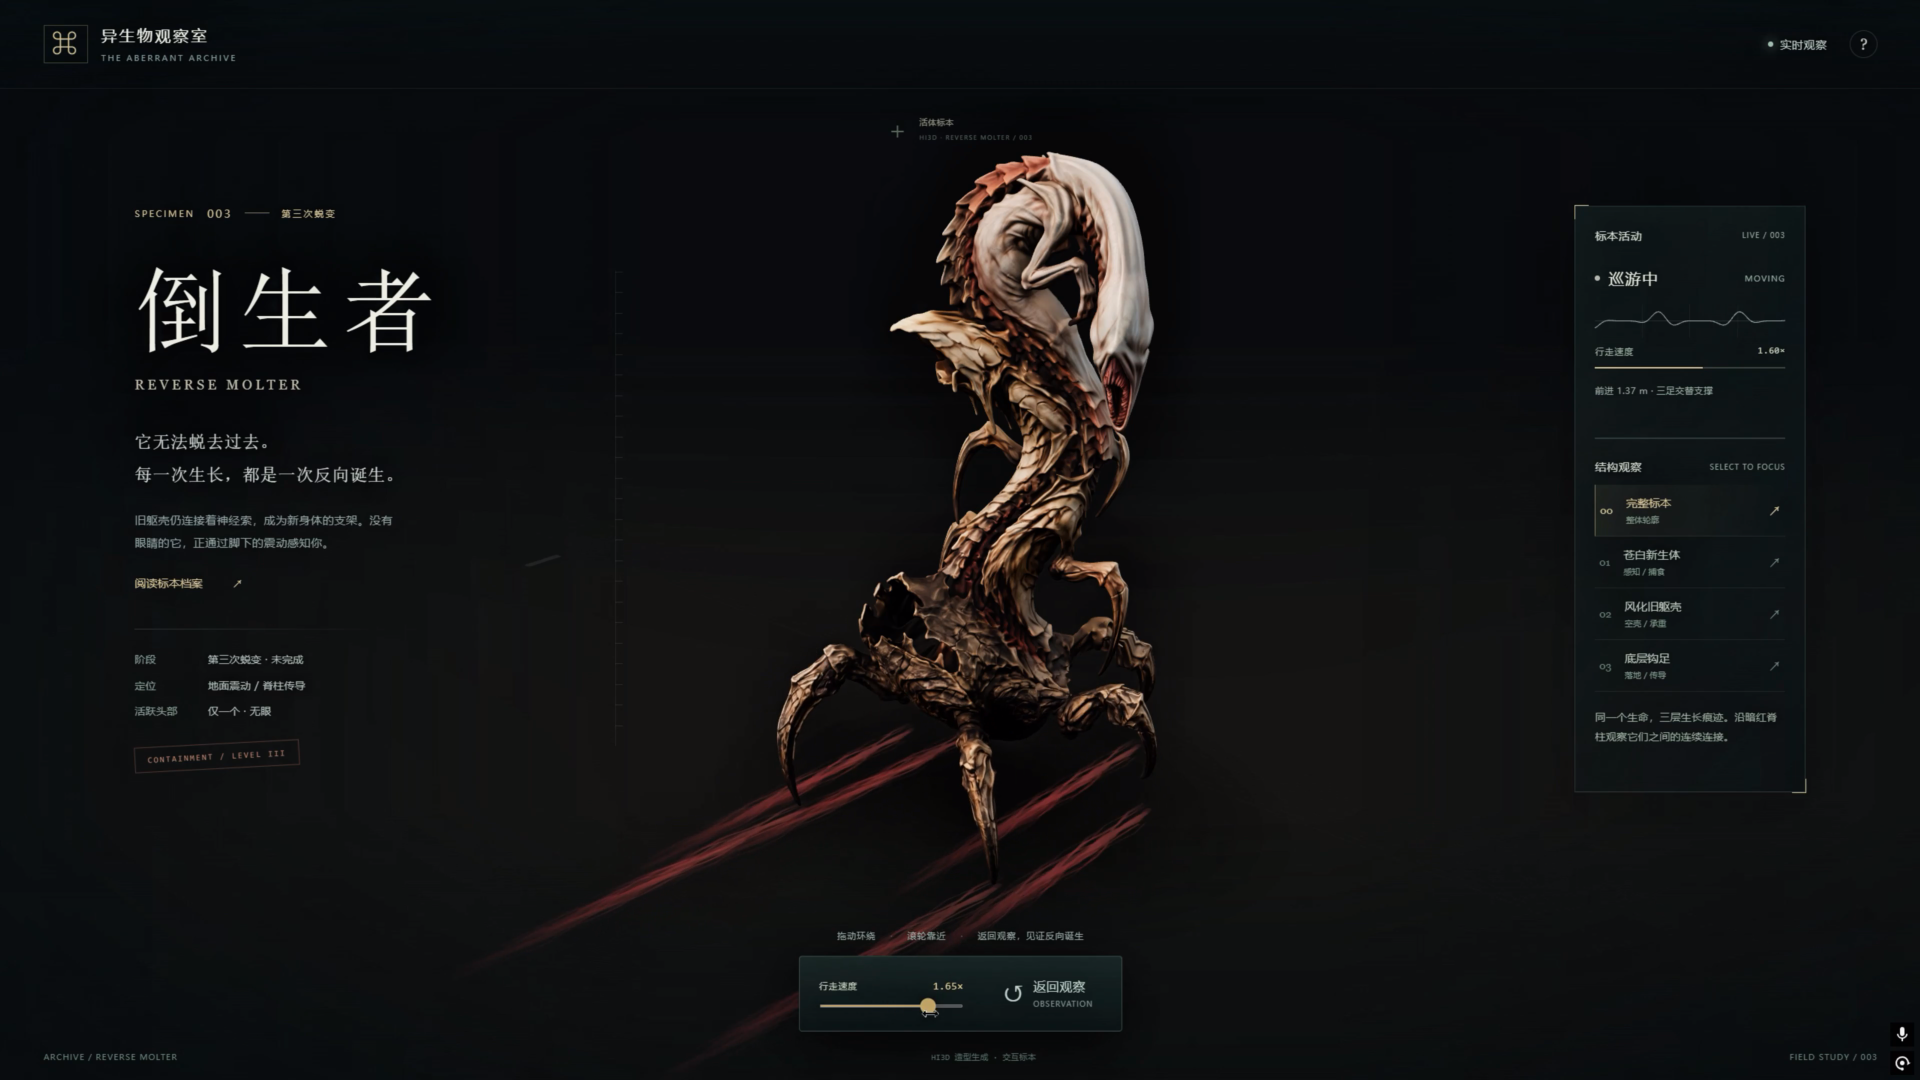 异生物观察室
THE ABERRANT ARCHIVE
实时观察
?
活体标本
HI3D · REVERSE MOLTER / 003
SPECIMEN 003 — 第三次蜕变
倒生者
REVERSE MOLTER
它无法蜕去过去。
每一次生长，都是一次反向诞生。
旧躯壳仍连接着神经索，成为新身体的支架。没有
眼睛的它，正通过脚下的震动感知你。
阅读标本档案 ↗
阶段 第三次蜕变 · 未完成
定位 地面震动 / 脊柱传导
活跃头部 仅一个 · 无眼
CONTAINMENT / LEVEL III
标本活动 LIVE / 003
巡游中 MOVING
行走速度 1.60×
前进 1.37 m · 三足交替支撑
结构观察 SELECT TO FOCUS
00 完整标本 ↗
整体轮廓
01 苍白新生体 ↗
感知 / 捕食
02 风化旧躯壳 ↗
空壳 / 承重
03 底层钩足 ↗
落地 / 传导
同一个生命，三层生长痕迹。沿暗红脊
柱观察它们之间的连续连接。
拖动环绕 · 滚轮靠近 · 返回观察，见证反向诞生
行走速度 1.65×
返回观察
OBSERVATION
ARCHIVE / REVERSE MOLTER
HI3D 造型生成 · 交互标本
FIELD STUDY / 003